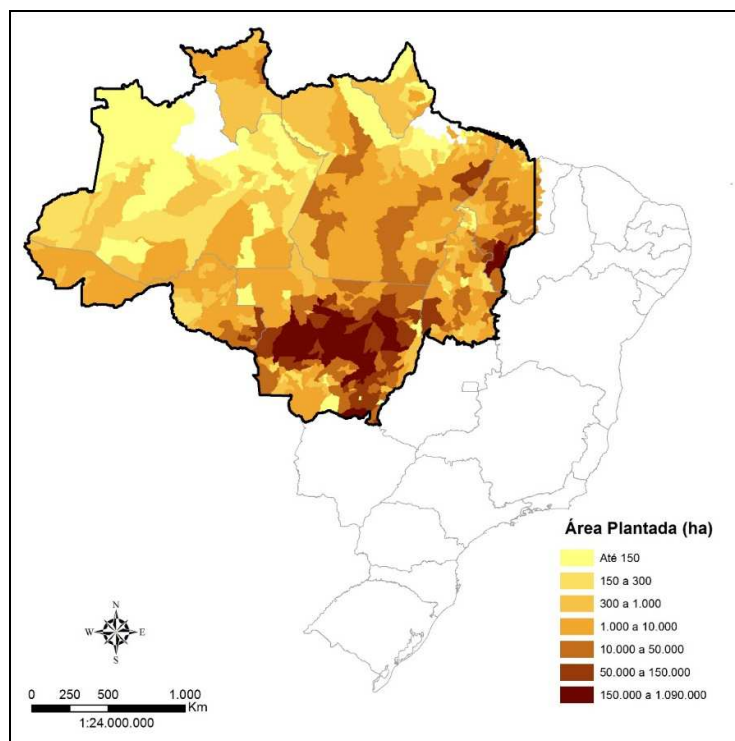 Área Plantada (ha)
Até 150
150 a 300
300 a 1.000
1.000 a 10.000
10.000 a 50.000
50.000 a 150.000
150.000 a 1.090.000
N
W E
S
0 250 500 1.000
Km
1:24.000.000